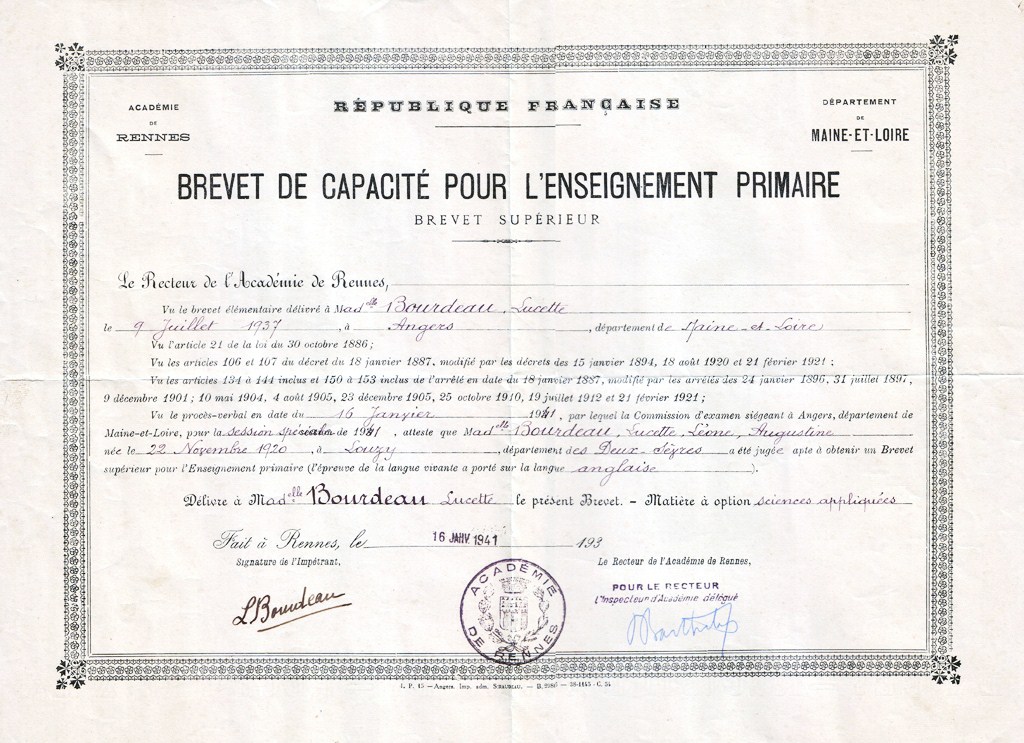 ACADÉMIE
DE
RENNES
RÉPUBLIQUE FRANÇAISE
DÉPARTEMENT
DE
MAINE-ET-LOIRE
BREVET DE CAPACITÉ POUR L'ENSEIGNEMENT PRIMAIRE
BREVET SUPÉRIEUR
Le Recteur de l'Académie de Rennes,
Vu le brevet élémentaire délivré à Mad elle Bourdeau, Lucette
le 9 Juillet 1937, à Angers, département de Maine-et-Loire
Vu l'article 21 de la loi du 30 octobre 1886;
Vu les articles 106 et 107 du décret du 18 janvier 1887, modifié par les décrets des 15 janvier 1894, 18 août 1920 et 21 février 1921;
Vu les articles 134 à 144 inclus et 150 à 153 inclus de l'arrêté en date du 18 janvier 1887, modifié par les arrêtés des 24 janvier 1896, 31 juillet 1897,
9 décembre 1901; 10 mai 1904, 4 août 1905, 23 décembre 1905, 25 octobre 1910, 19 juillet 1912 et 21 février 1921;
Vu le procès-verbal en date du 16 Janvier 1941, par lequel la Commission d'examen siégeant à Angers, département de
Maine-et-Loire, pour la session spéciale de 1941, atteste que Mad elle Bourdeau, Lucette, Léone, Augustine
née le 22 Novembre 1920, à Louzy, département des Deux-Sèvres a été jugée apte à obtenir un Brevet
supérieur pour l'Enseignement primaire (l'épreuve de la langue vivante a porté sur la langue anglaise).
Délivré à Mad elle Bourdeau Lucette le présent Brevet. - Matière à option sciences appliquées
Fait à Rennes, le 16 JANV 1941 193
Signature de l'Impétrant,
Le Recteur de l'Académie de Rennes,
POUR LE RECTEUR
L'Inspecteur d'Académie délégué
L Bourdeau
ACADÉMIE DE RENNES
Angers. Imp. adm.